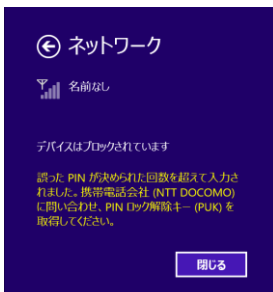 ネットワーク
名前なし
デバイスはブロックされています
誤った PIN が決められた回数を超えて入力さ
れました。携帯電話会社 (NTT DOCOMO)
に問い合わせ、PIN ロック解除キー (PUK) を
取得してください。
閉じる